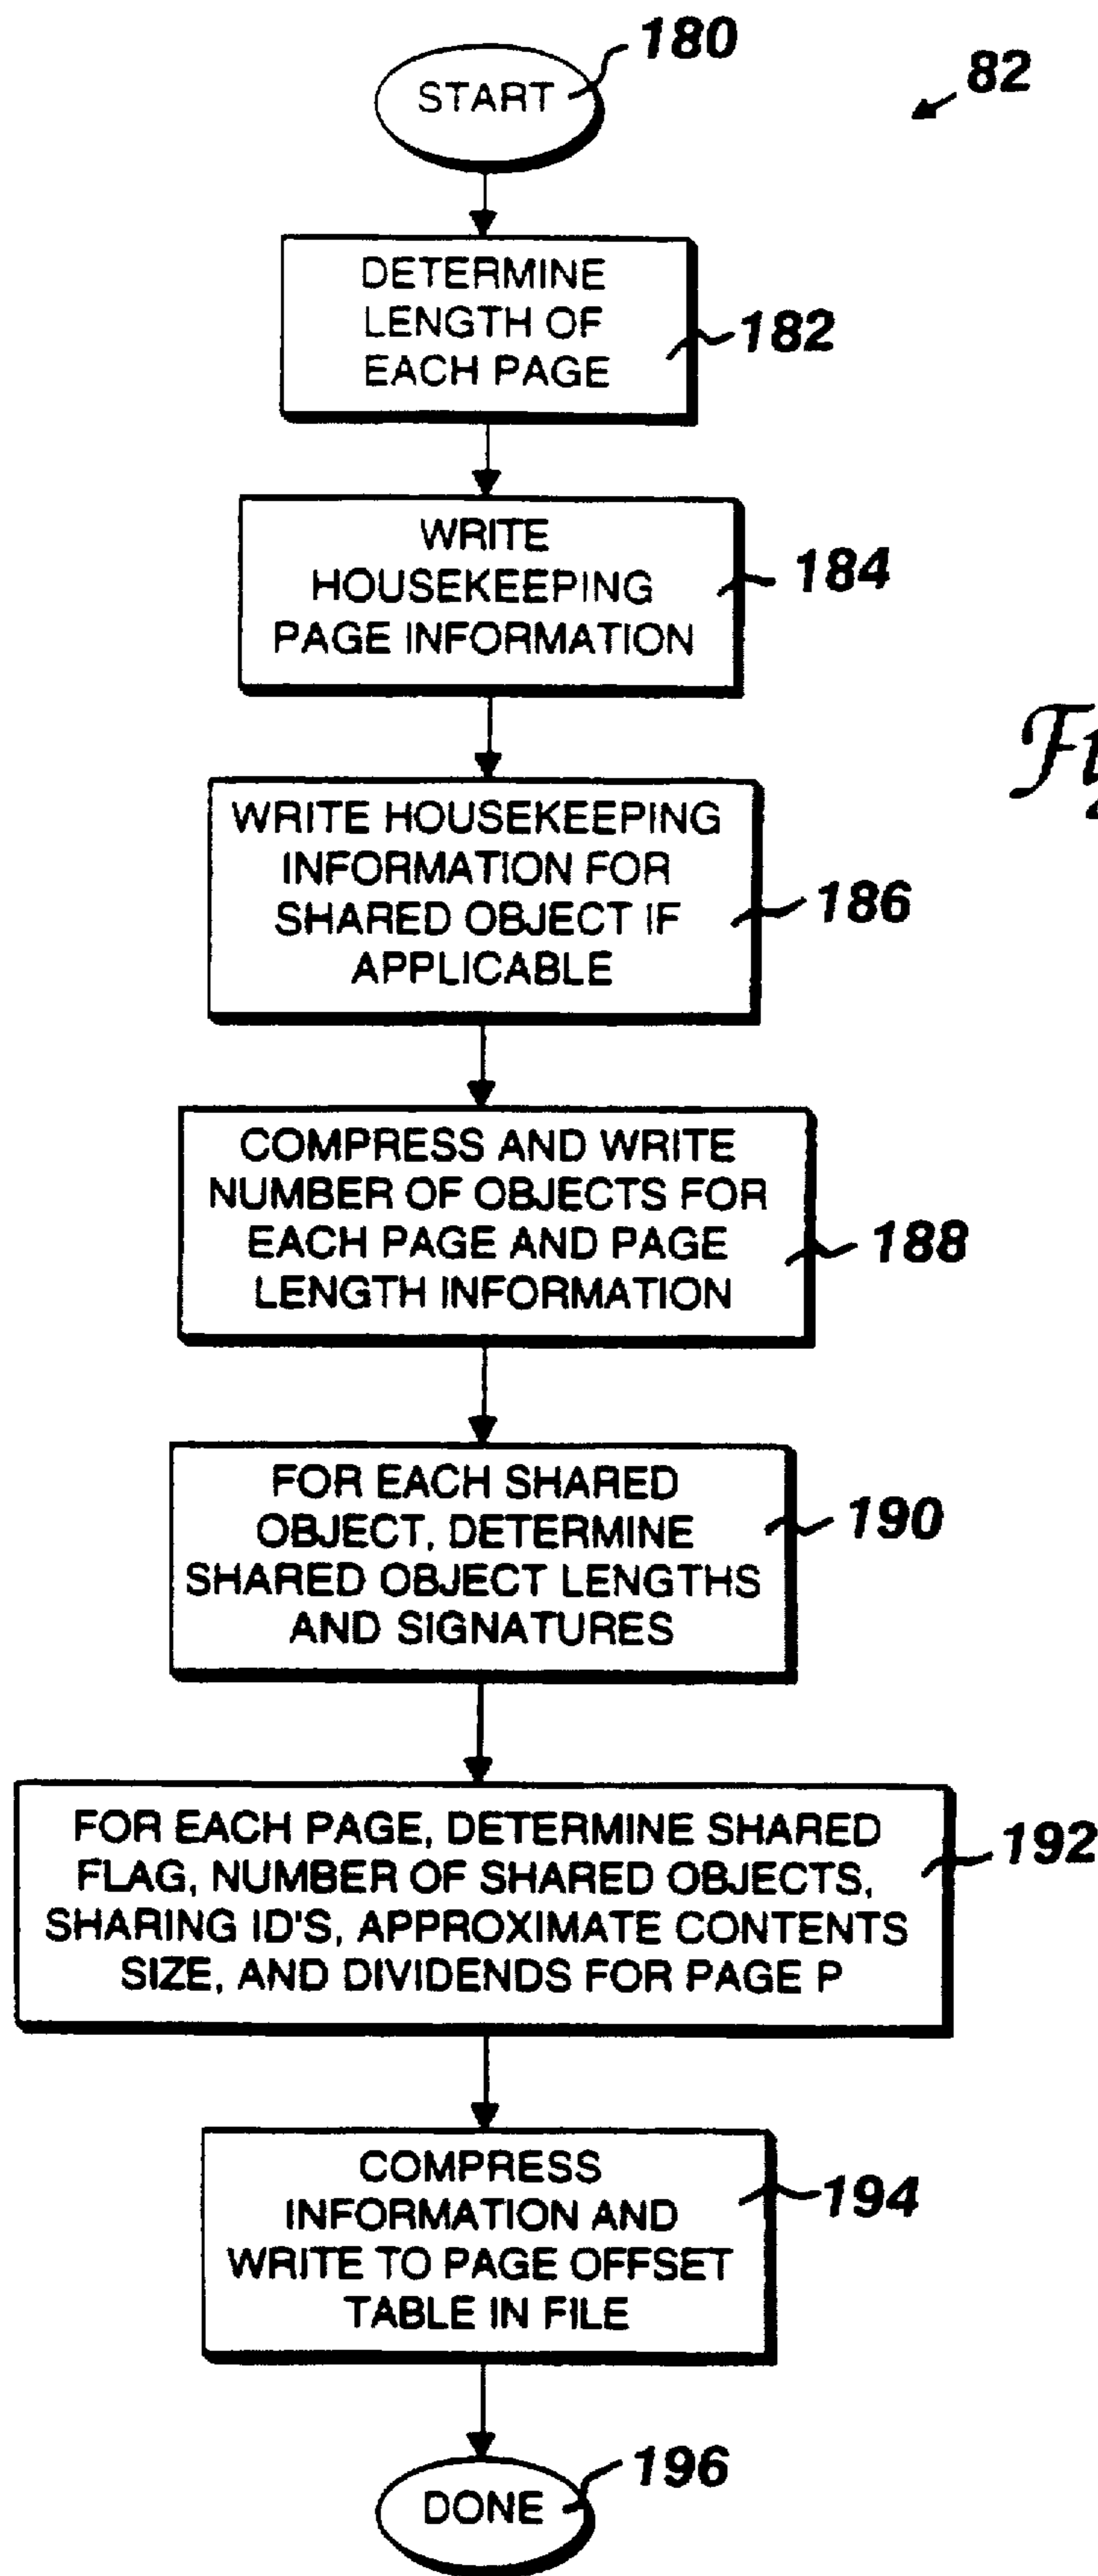 180
START
82
DETERMINE
LENGTH OF
EACH PAGE
182
WRITE
HOUSEKEEPING
PAGE INFORMATION
184
WRITE HOUSEKEEPING
INFORMATION FOR
SHARED OBJECT IF
APPLICABLE
186
COMPRESS AND WRITE
NUMBER OF OBJECTS FOR
EACH PAGE AND PAGE
LENGTH INFORMATION
188
FOR EACH SHARED
OBJECT, DETERMINE
SHARED OBJECT LENGTHS
AND SIGNATURES
190
FOR EACH PAGE, DETERMINE SHARED
FLAG, NUMBER OF SHARED OBJECTS,
SHARING ID'S, APPROXIMATE CONTENTS
SIZE, AND DIVIDENDS FOR PAGE P
192
COMPRESS
INFORMATION AND
WRITE TO PAGE OFFSET
TABLE IN FILE
194
DONE
196